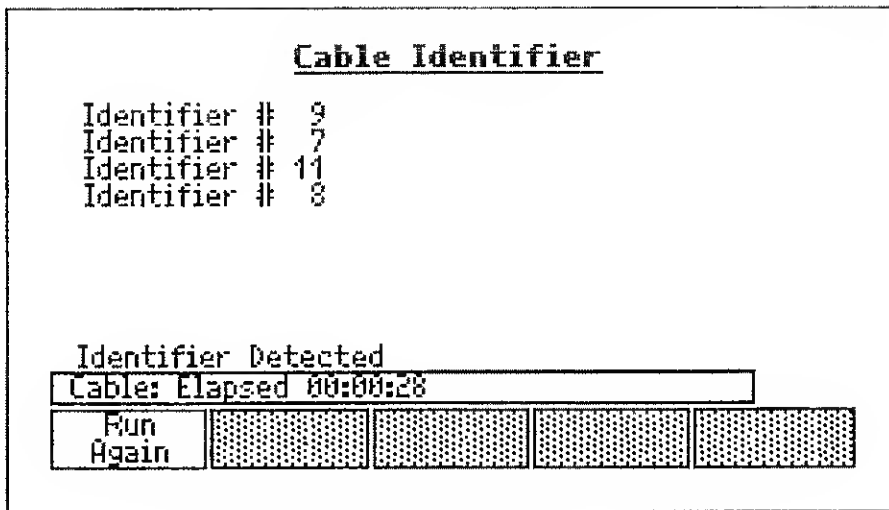 Cable Identifier
Identifier # 9
Identifier # 7
Identifier # 11
Identifier # 8
Identifier Detected
Cable: Elapsed 00:00:28
Run
Again